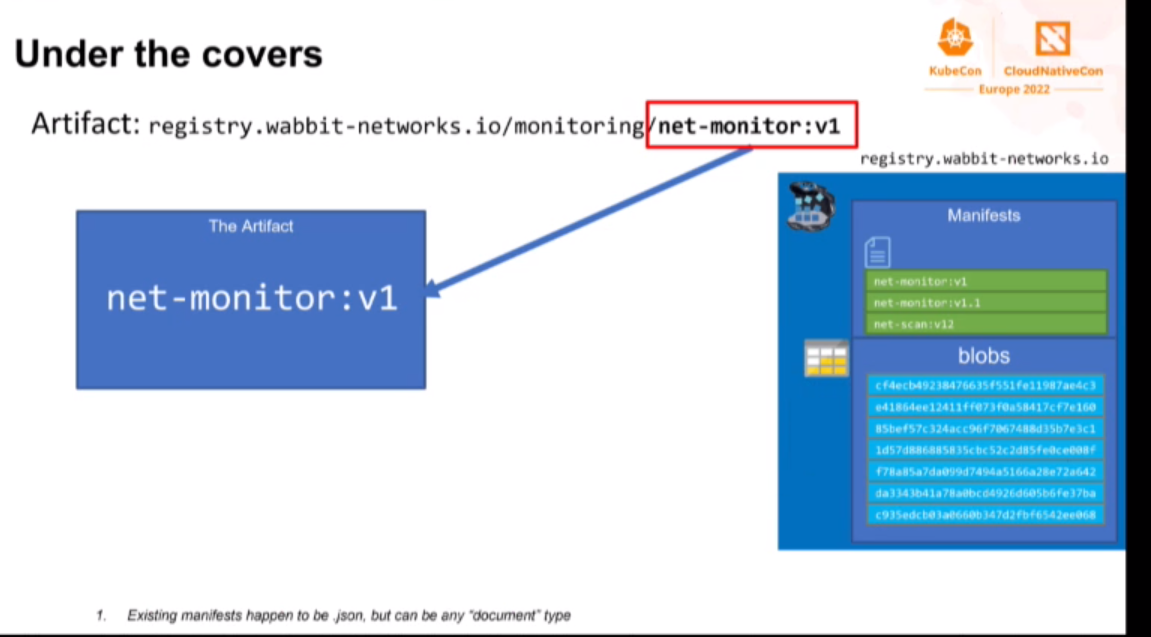 Under the covers
KubeCon
CloudNativeCon
Europe 2022
Artifact: registry.wabbit-networks.io/monitoring/net-monitor:v1
registry.wabbit-networks.io
The Artifact
net-monitor:v1
Manifests
net-monitor:v1
net-monitor:v1.1
net-scan:v12
blobs
cf4ecb49238476635f551fe11987ae4c3
e41864ee12411ff073f0a58417cf7e160
85bef57c324acc96f7067488d35b7e3c1
1d57d886885835cbc52c2d85fe0ce008f
f78a85a7da099d7494a5166a28e72a642
da3343b41a78a0bcd4926d605b6fe37ba
c935edcb03a0660b347d2fbf6542ee068
1. Existing manifests happen to be .json, but can be any “document” type